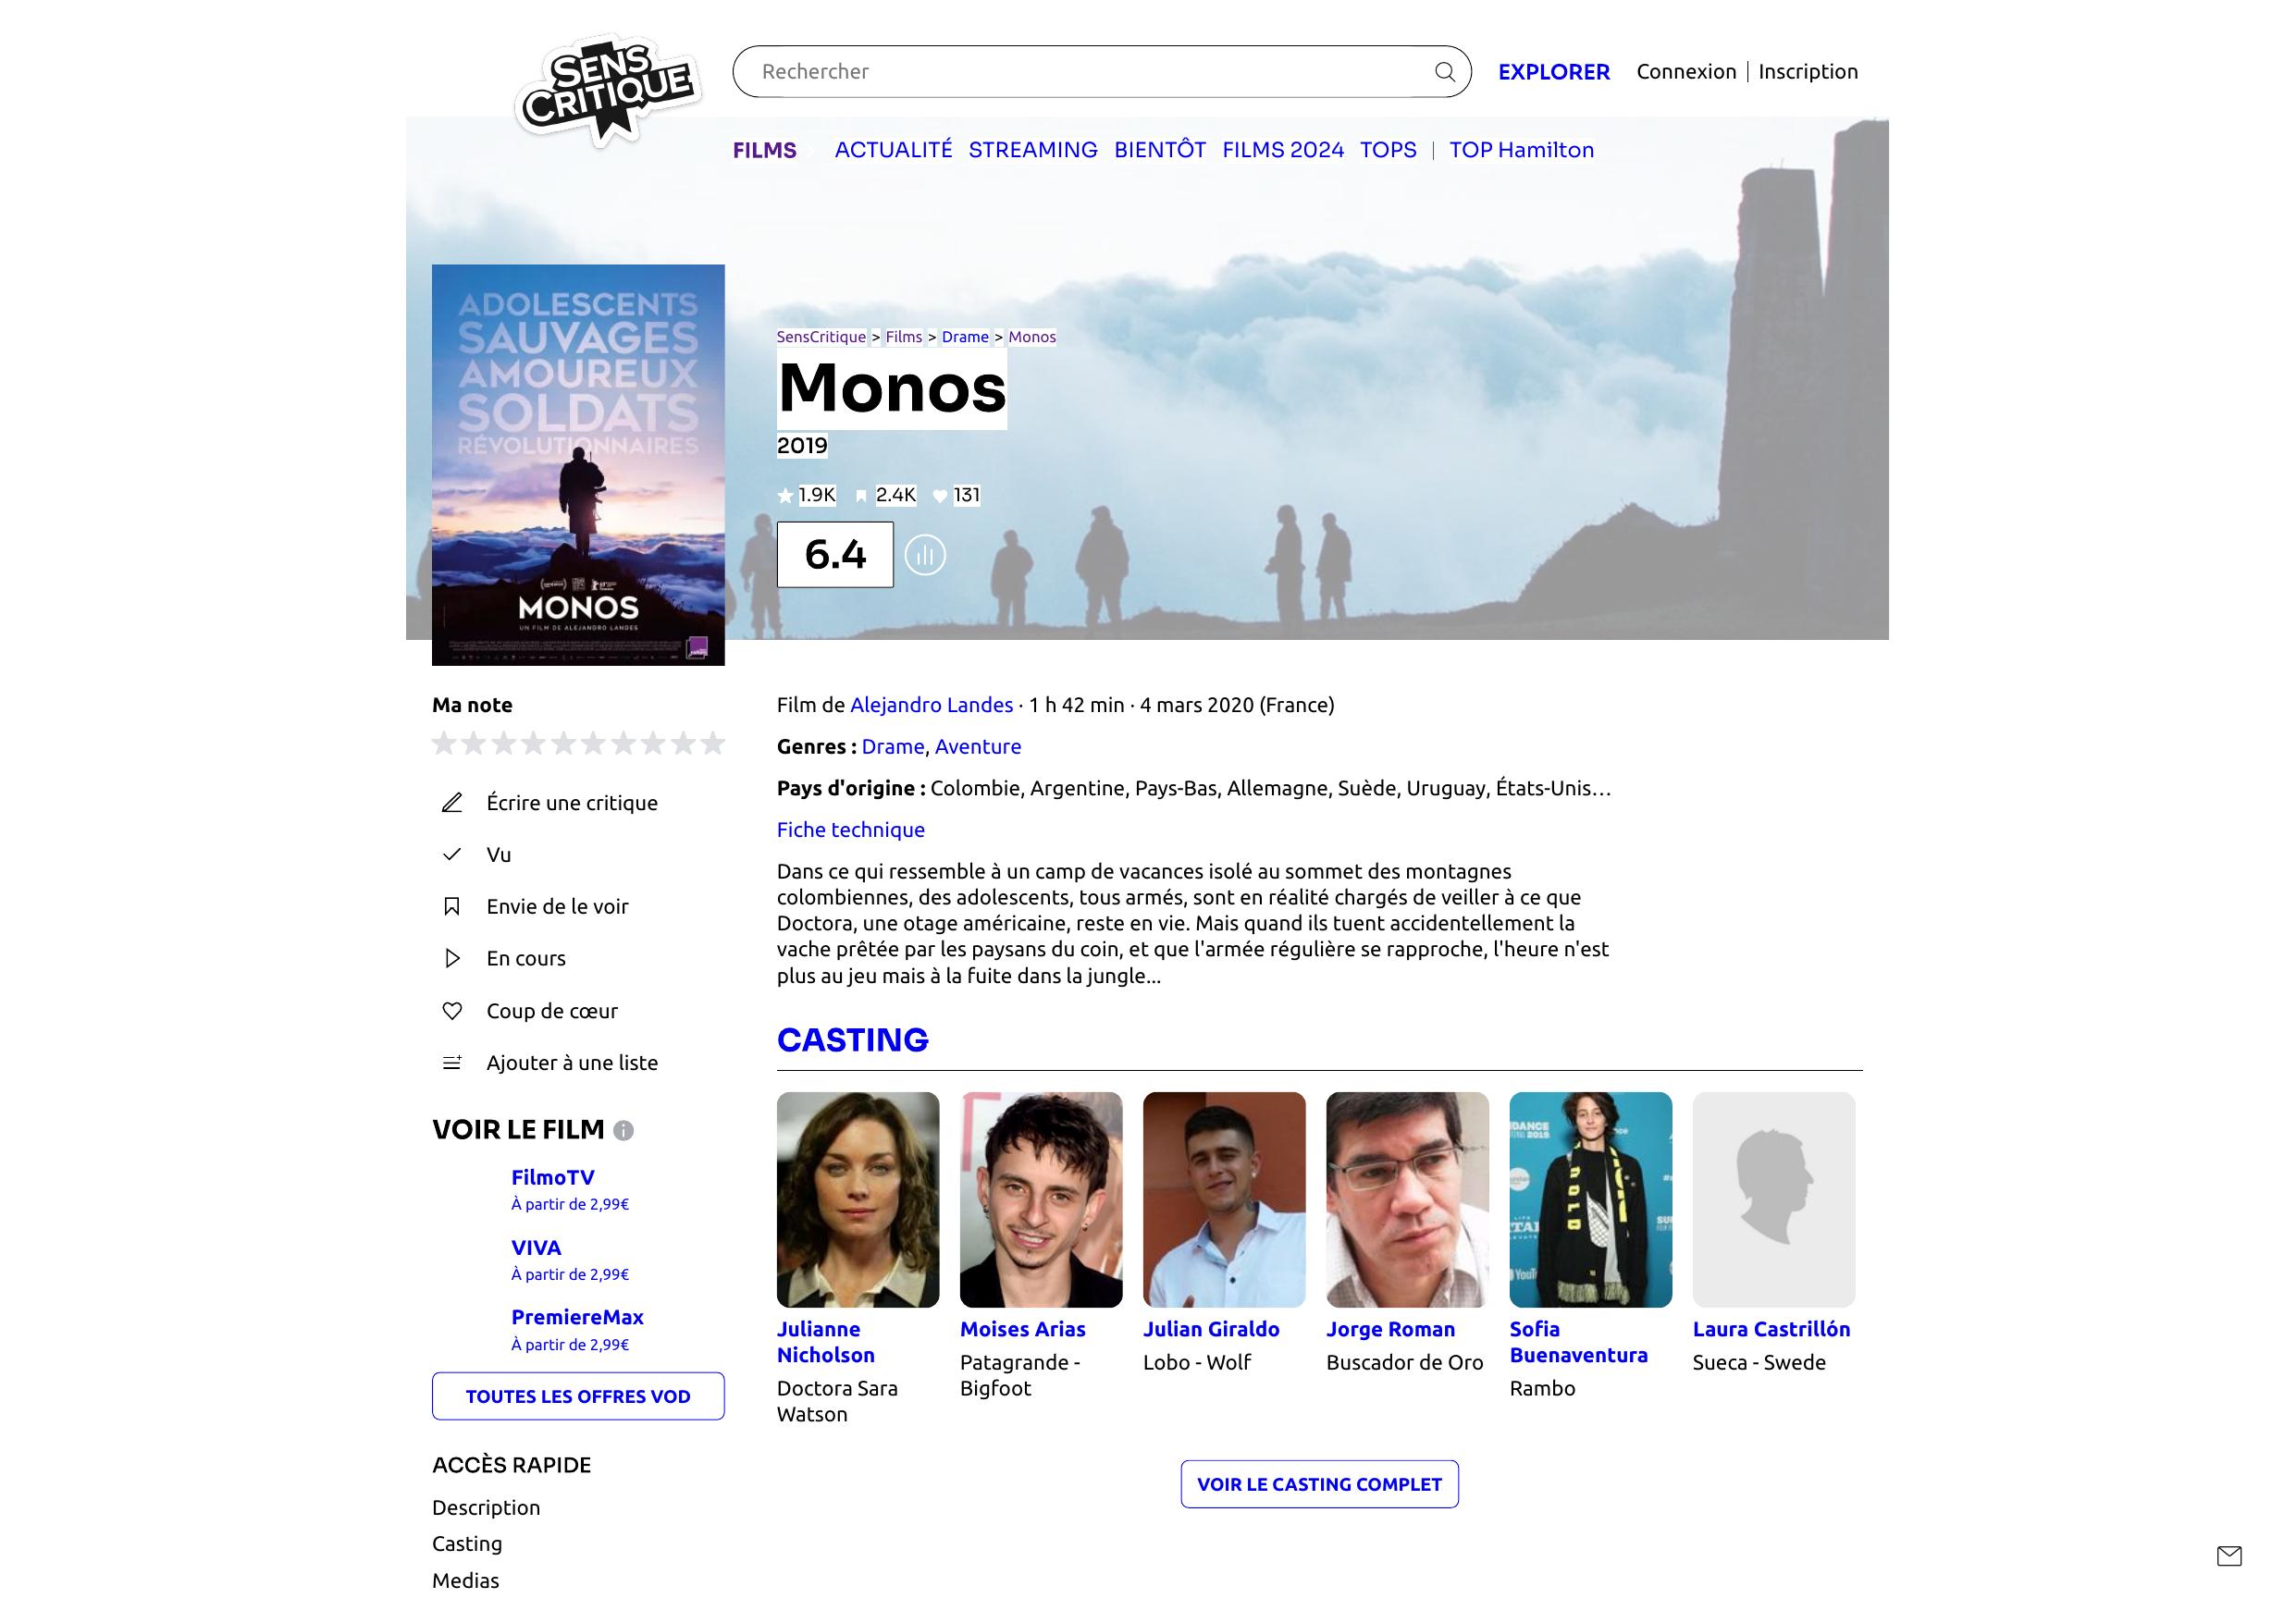 SENS
CRITIQUE
Rechercher
EXPLORER
Connexion | Inscription
FILMS
ACTUALITÉ STREAMING BIENTÔT FILMS 2024 TOPS | TOP Hamilton
ADOLESCENTS
SAUVAGES
AMOUREUX
SOLDATS
RÉVOLUTIONNAIRES
MONOS
UN FILM DE ALEJANDRO LANDES
SensCritique > Films > Drame > Monos
Monos
2019
1.9K 2.4K 131
6.4
Ma note
Écrire une critique
Vu
Envie de le voir
En cours
Coup de cœur
Ajouter à une liste
VOIR LE FILM
FilmoTV
À partir de 2,99€
VIVA
À partir de 2,99€
PremiereMax
À partir de 2,99€
TOUTES LES OFFRES VOD
ACCÈS RAPIDE
Description
Casting
Medias
Film de Alejandro Landes · 1 h 42 min · 4 mars 2020 (France)
Genres : Drame, Aventure
Pays d'origine : Colombie, Argentine, Pays-Bas, Allemagne, Suède, Uruguay, États-Unis…
Fiche technique
Dans ce qui ressemble à un camp de vacances isolé au sommet des montagnes
colombiennes, des adolescents, tous armés, sont en réalité chargés de veiller à ce que
Doctora, une otage américaine, reste en vie. Mais quand ils tuent accidentellement la
vache prêtée par les paysans du coin, et que l'armée régulière se rapproche, l'heure n'est
plus au jeu mais à la fuite dans la jungle...
CASTING
Julianne
Nicholson
Doctora Sara
Watson
Moises Arias
Patagrande -
Bigfoot
Julian Giraldo
Lobo - Wolf
Jorge Roman
Buscador de Oro
Sofia
Buenaventura
Rambo
Laura Castrillón
Sueca - Swede
VOIR LE CASTING COMPLET